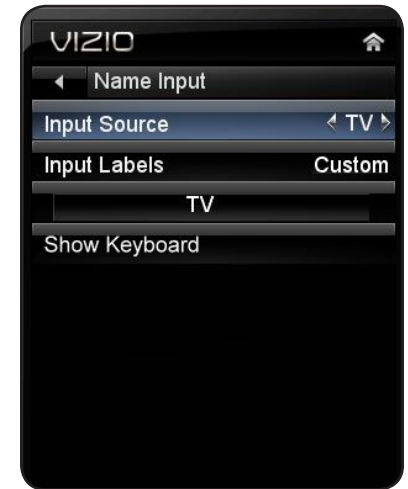 VIZIO
Name Input
Input Source TV
Input Labels Custom
TV
Show Keyboard